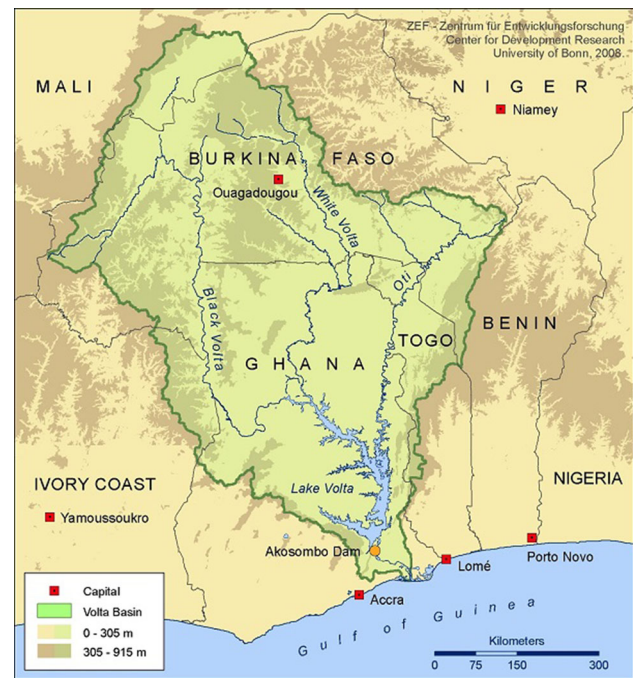 ZEF - Zentrum für Entwicklungsforschung
Center for Development Research
University of Bonn, 2008
MALI
NIGER
Niamey
BURKINA FASO
Ouagadougou
White Volta
Oti
Black Volta
BENIN
TOGO
GHANA
IVORY COAST
Lake Volta
NIGERIA
Yamoussoukro
Akosombo Dam
Lomé
Porto Novo
Accra
Gulf of Guinea
Capital
Volta Basin
0 - 305 m
305 - 915 m
Kilometers
0 75 150 300